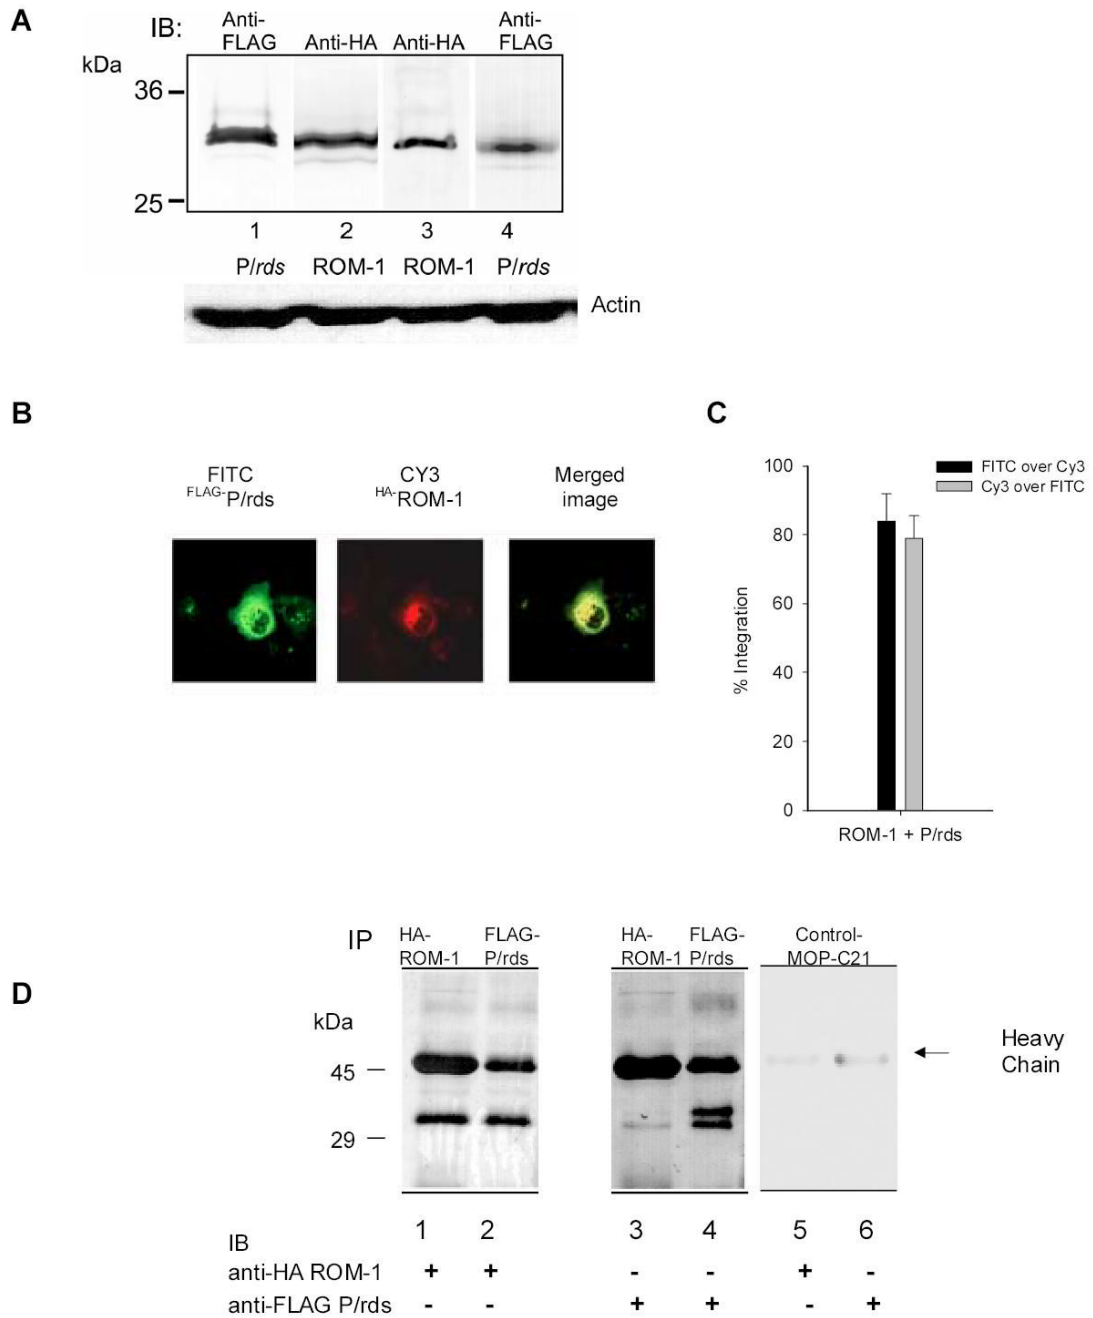 A
IB:
Anti-
FLAG
Anti-HA
Anti-HA
Anti-
FLAG
kDa
36
25
1 2 3 4
P/rds ROM-1 ROM-1 P/rds
Actin
B
FITC
FLAG-P/rds
CY3
HA-ROM-1
Merged
image
C
100
80
60
40
20
0
% Integration
FITC over Cy3
Cy3 over FITC
ROM-1 + P/rds
D
IP
HA-
ROM-1
FLAG-
P/rds
HA-
ROM-1
FLAG-
P/rds
Control-
MOP-C21
kDa
45
29
Heavy
Chain
1 2 3 4 5 6
IB
anti-HA ROM-1 + + - - + -
anti-FLAG P/rds - - + + - +